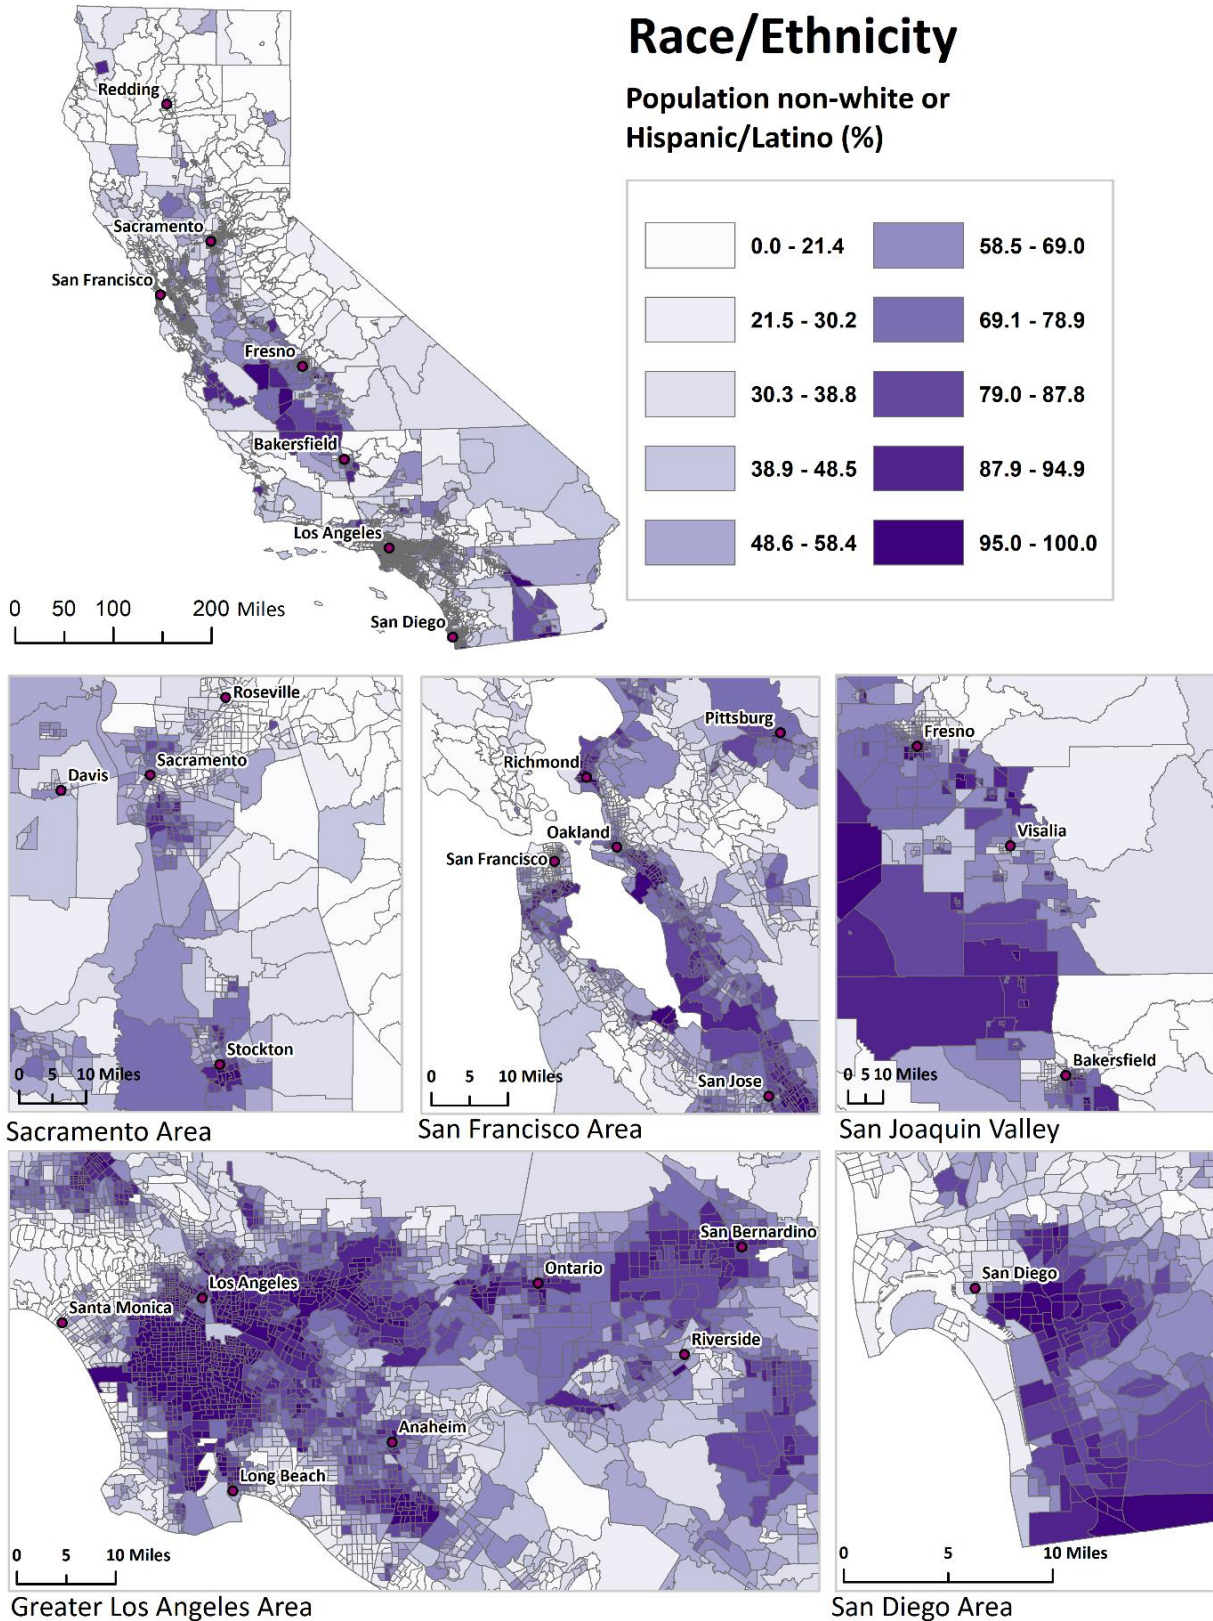 Race/Ethnicity
Population non-white or
Hispanic/Latino (%)
0.0 - 21.4
58.5 - 69.0
21.5 - 30.2
69.1 - 78.9
30.3 - 38.8
79.0 - 87.8
38.9 - 48.5
87.9 - 94.9
48.6 - 58.4
95.0 - 100.0
Redding
Sacramento
San Francisco
Fresno
Bakersfield
Los Angeles
San Diego
0 50 100 200 Miles
Roseville
Sacramento
Davis
Stockton
0 5 10 Miles
Sacramento Area
Pittsburg
Richmond
Oakland
San Francisco
San Jose
0 5 10 Miles
San Francisco Area
Fresno
Visalia
Bakersfield
0 5 10 Miles
San Joaquin Valley
San Bernardino
Ontario
Los Angeles
Santa Monica
Riverside
Anaheim
Long Beach
0 5 10 Miles
Greater Los Angeles Area
San Diego
0 5 10 Miles
San Diego Area